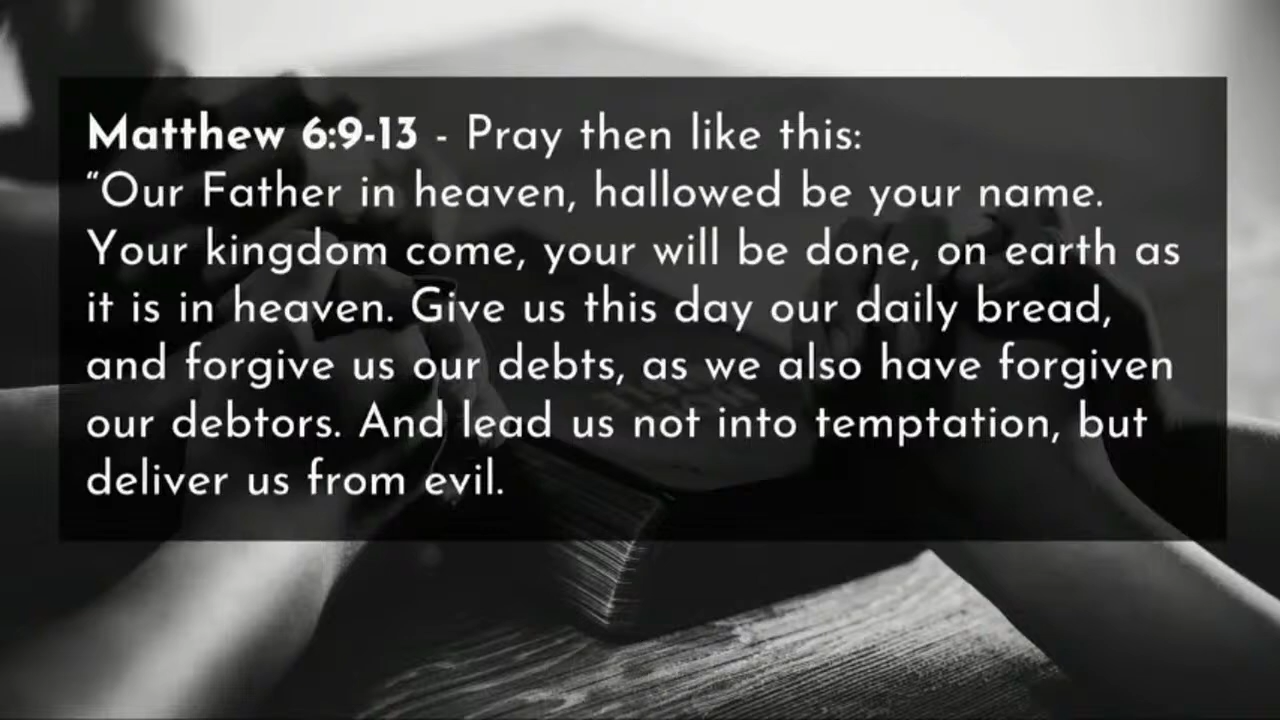 Matthew 6:9-13 - Pray then like this:
“Our Father in heaven, hallowed be your name.
Your kingdom come, your will be done, on earth as
it is in heaven. Give us this day our daily bread,
and forgive us our debts, as we also have forgiven
our debtors. And lead us not into temptation, but
deliver us from evil.